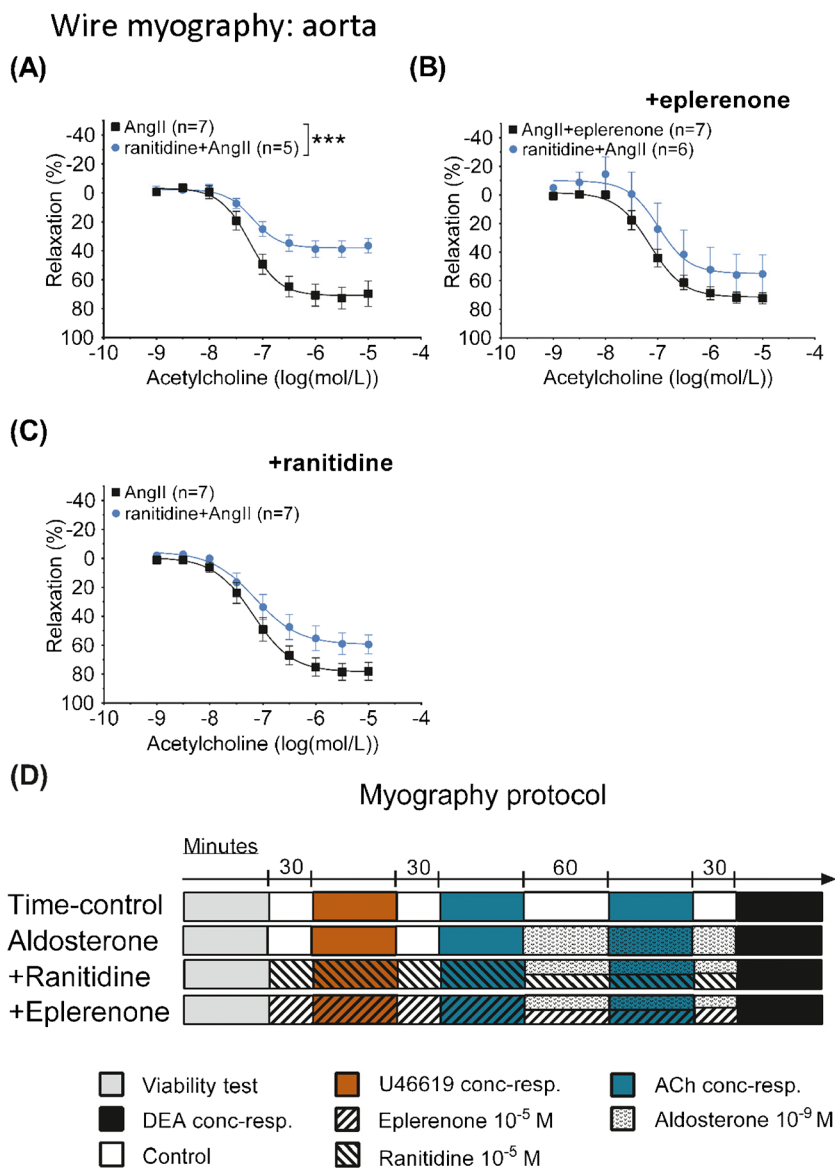 Wire myography: aorta
(A)
AngII (n=7)
ranitidine+AngII (n=5)
***
Relaxation (%)
-40
-20
0
20
40
60
80
100
-10 -9 -8 -7 -6 -5 -4
Acetylcholine (log(mol/L))
(B)
+eplerenone
AngII+eplerenone (n=7)
ranitidine+AngII (n=6)
Relaxation (%)
-40
-20
0
20
40
60
80
100
-10 -9 -8 -7 -6 -5 -4
Acetylcholine (log(mol/L))
(C)
+ranitidine
AngII (n=7)
ranitidine+AngII (n=7)
Relaxation (%)
-40
-20
0
20
40
60
80
100
-10 -9 -8 -7 -6 -5 -4
Acetylcholine (log(mol/L))
(D)
Myography protocol
Minutes
30 30 60 30
Time-control
Aldosterone
+Ranitidine
+Eplerenone
Viability test U46619 conc-resp. ACh conc-resp.
DEA conc-resp. Eplerenone 10⁻⁵ M Aldosterone 10⁻⁹ M
Control Ranitidine 10⁻⁵ M